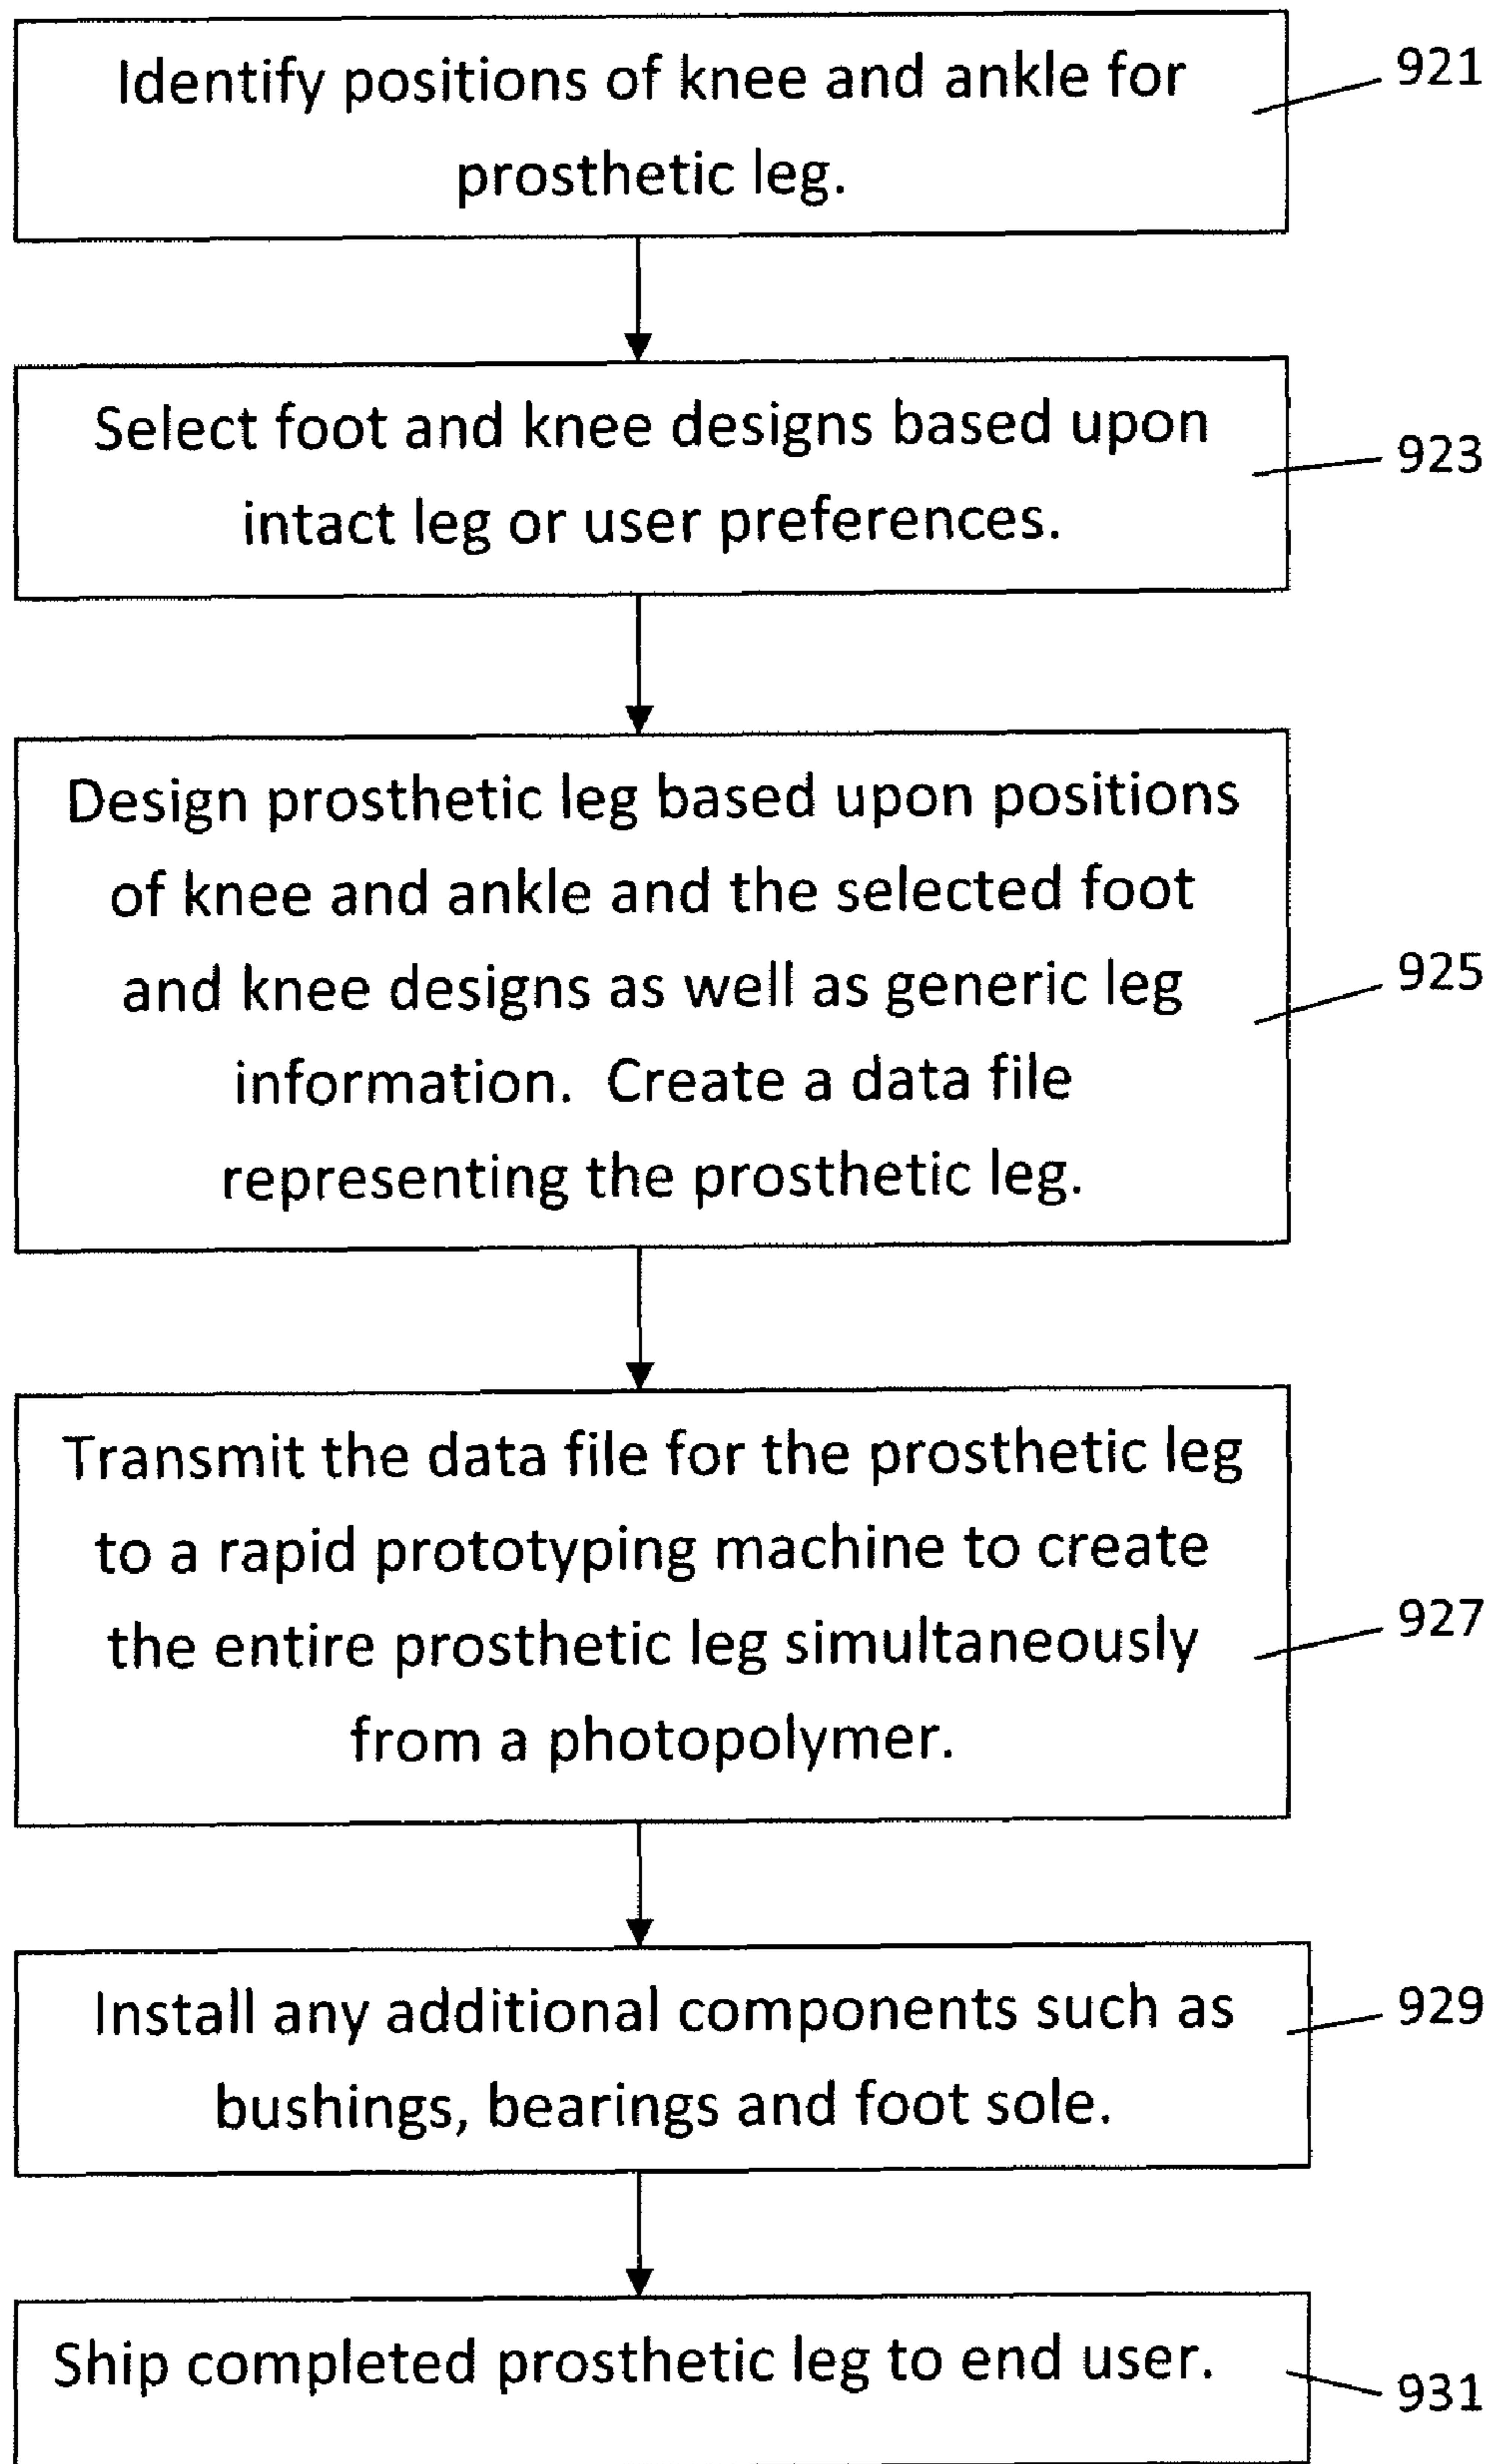 Identify positions of knee and ankle for
prosthetic leg.
921
Select foot and knee designs based upon
intact leg or user preferences.
923
Design prosthetic leg based upon positions
of knee and ankle and the selected foot
and knee designs as well as generic leg
information.  Create a data file
representing the prosthetic leg.
925
Transmit the data file for the prosthetic leg
to a rapid prototyping machine to create
the entire prosthetic leg simultaneously
from a photopolymer.
927
Install any additional components such as
bushings, bearings and foot sole.
929
Ship completed prosthetic leg to end user.
931